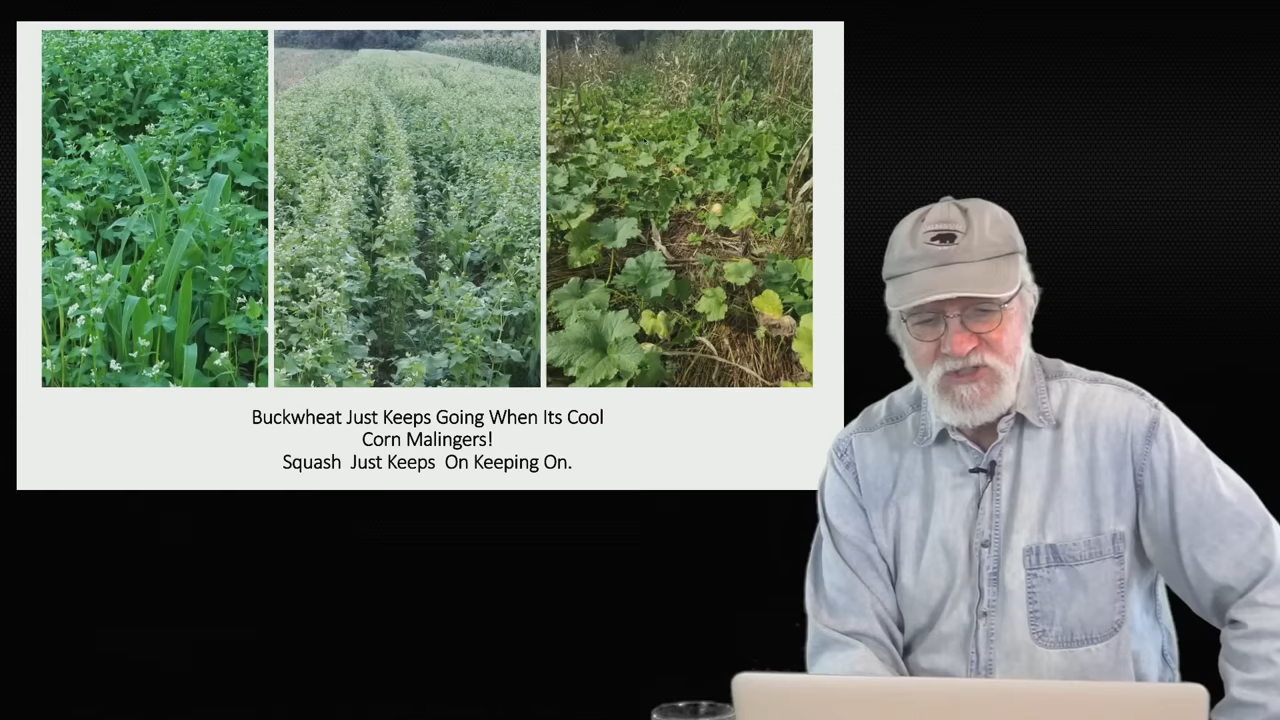 Buckwheat Just Keeps Going When Its Cool
Corn Malingers!
Squash Just Keeps On Keeping On.